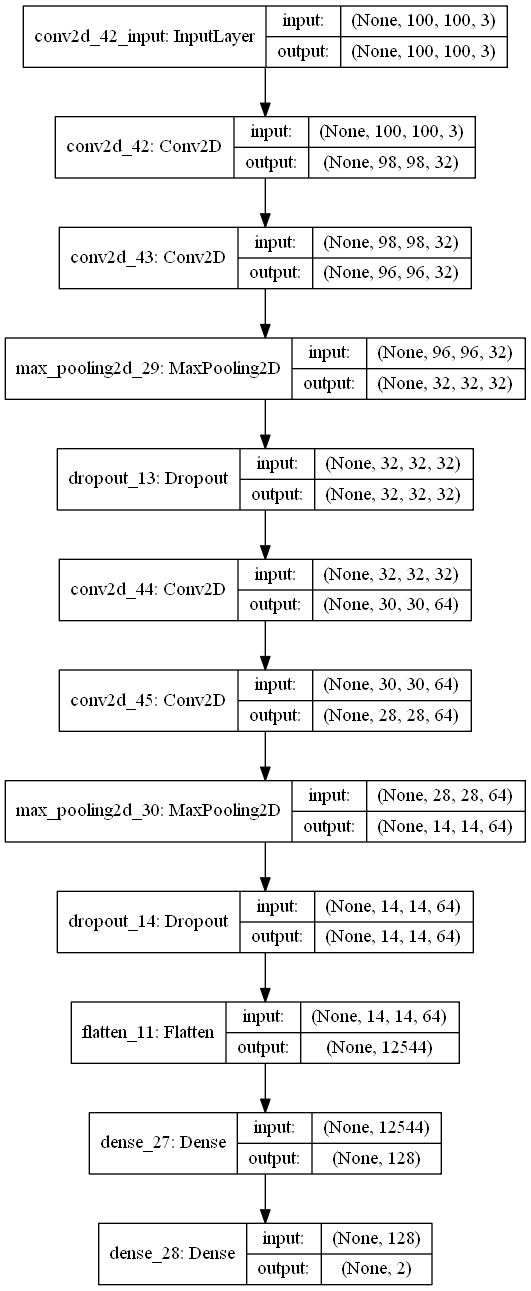 conv2d_42_input: InputLayer
input: (None, 100, 100, 3)
output: (None, 100, 100, 3)
conv2d_42: Conv2D
input: (None, 100, 100, 3)
output: (None, 98, 98, 32)
conv2d_43: Conv2D
input: (None, 98, 98, 32)
output: (None, 96, 96, 32)
max_pooling2d_29: MaxPooling2D
input: (None, 96, 96, 32)
output: (None, 32, 32, 32)
dropout_13: Dropout
input: (None, 32, 32, 32)
output: (None, 32, 32, 32)
conv2d_44: Conv2D
input: (None, 32, 32, 32)
output: (None, 30, 30, 64)
conv2d_45: Conv2D
input: (None, 30, 30, 64)
output: (None, 28, 28, 64)
max_pooling2d_30: MaxPooling2D
input: (None, 28, 28, 64)
output: (None, 14, 14, 64)
dropout_14: Dropout
input: (None, 14, 14, 64)
output: (None, 14, 14, 64)
flatten_11: Flatten
input: (None, 14, 14, 64)
output: (None, 12544)
dense_27: Dense
input: (None, 12544)
output: (None, 128)
dense_28: Dense
input: (None, 128)
output: (None, 2)